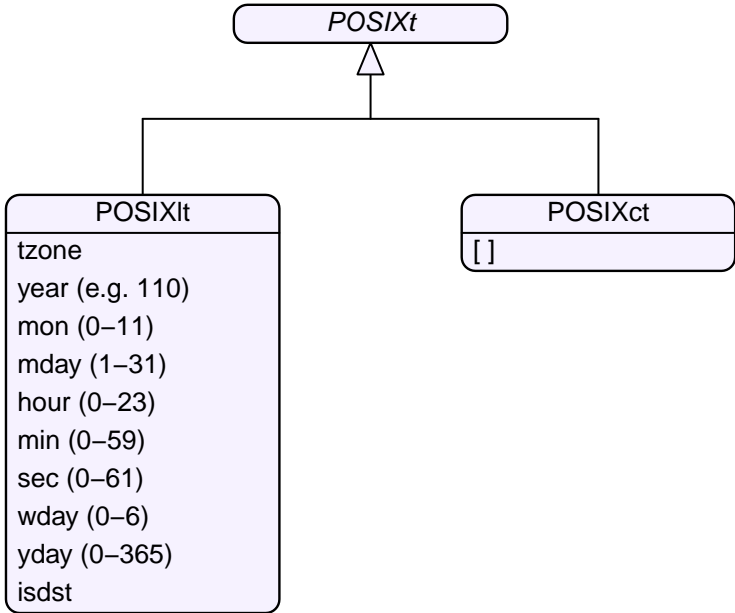 POSIXt
POSIXlt
tzone
year (e.g. 110)
mon (0−11)
mday (1−31)
hour (0−23)
min (0−59)
sec (0−61)
wday (0−6)
yday (0−365)
isdst
POSIXct
[ ]